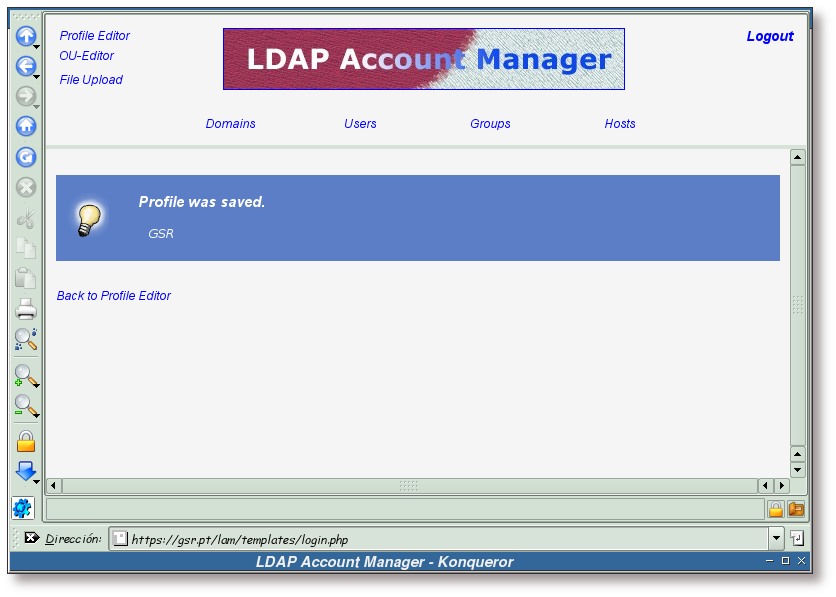 Profile Editor
OU-Editor
File Upload
LDAP Account Manager
Logout
Domains Users Groups Hosts
Profile was saved.
GSR
Back to Profile Editor
Dirección: https://gsr.pt/lam/templates/login.php
LDAP Account Manager - Konqueror